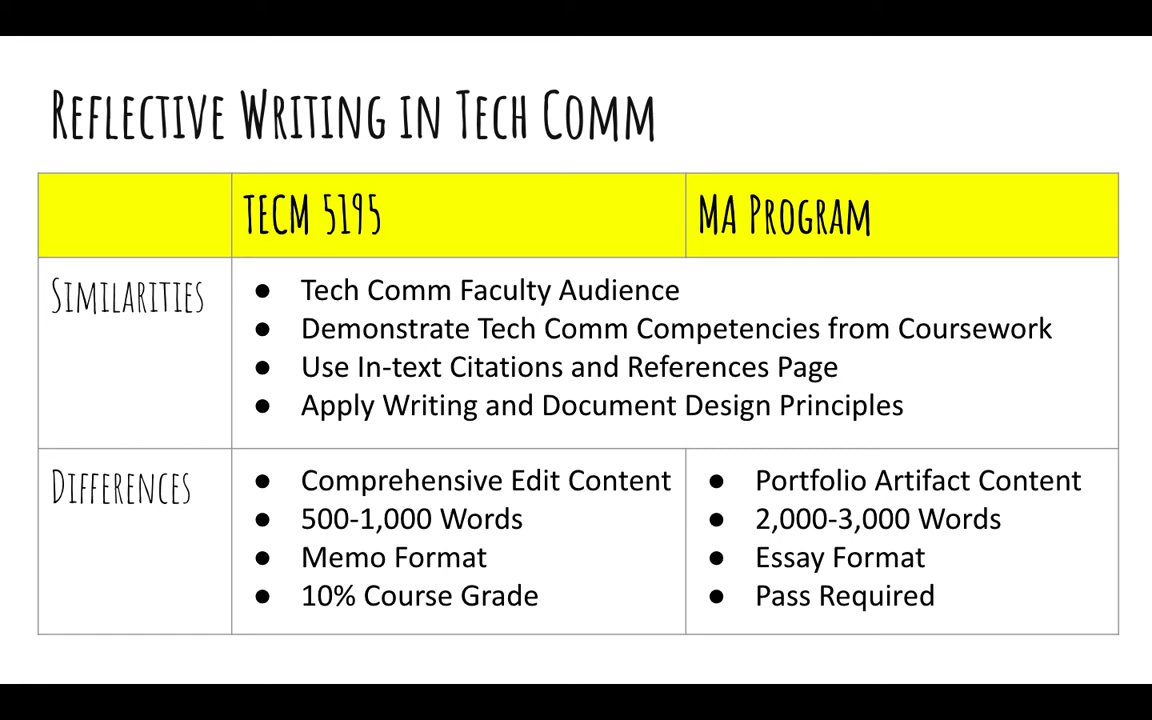 Reflective Writing in Tech Comm
TECM 5195
MA Program
Similarities
● Tech Comm Faculty Audience
● Demonstrate Tech Comm Competencies from Coursework
● Use In-text Citations and References Page
● Apply Writing and Document Design Principles
Differences
● Comprehensive Edit Content
● 500-1,000 Words
● Memo Format
● 10% Course Grade
● Portfolio Artifact Content
● 2,000-3,000 Words
● Essay Format
● Pass Required